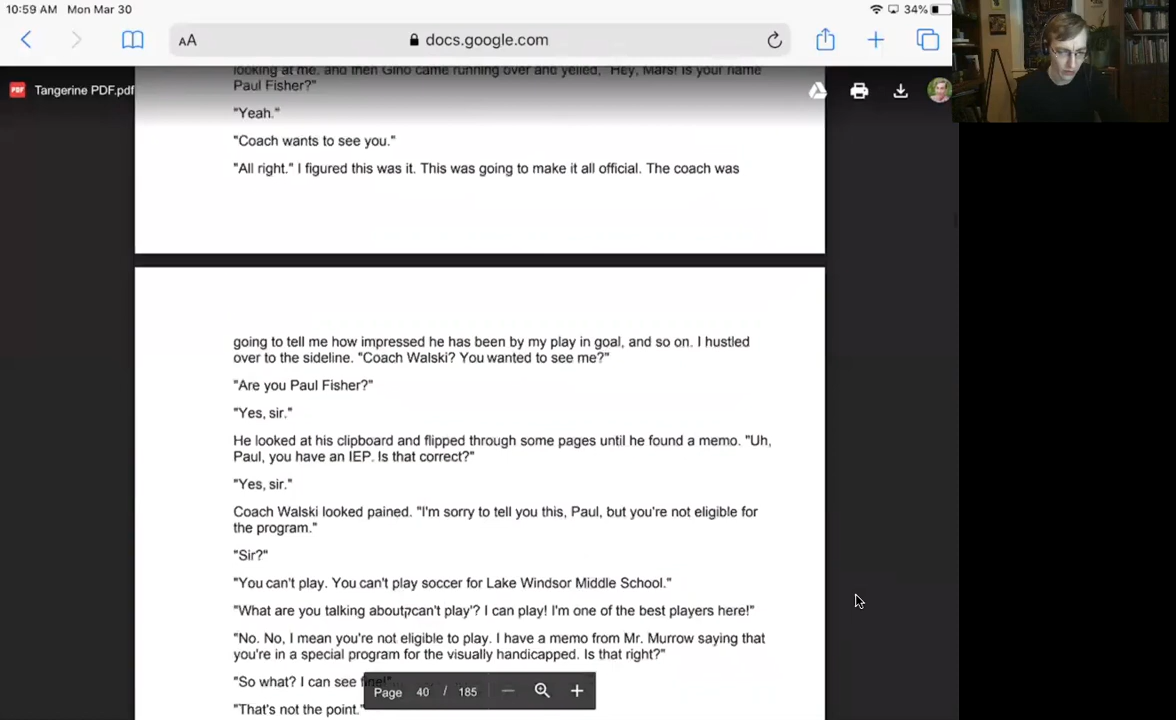 10:59 AM Mon Mar 30
34%
AA docs.google.com
Tangerine PDF.pdf
looking at me, and then Gino came running over and yelled, "Hey, Mars! Is your name
Paul Fisher?"
"Yeah."
"Coach wants to see you."
"All right." I figured this was it. This was going to make it all official. The coach was
going to tell me how impressed he has been by my play in goal, and so on. I hustled
over to the sideline. "Coach Walski? You wanted to see me?"
"Are you Paul Fisher?"
"Yes, sir."
He looked at his clipboard and flipped through some pages until he found a memo. "Uh,
Paul, you have an IEP. Is that correct?"
"Yes, sir."
Coach Walski looked pained. "I'm sorry to tell you this, Paul, but you're not eligible for
the program."
"Sir?"
"You can't play. You can't play soccer for Lake Windsor Middle School."
"What are you talking about,can't play'? I can play! I'm one of the best players here!"
"No. No, I mean you're not eligible to play. I have a memo from Mr. Murrow saying that
you're in a special program for the visually handicapped. Is that right?"
"So what? I can see fine!"
Page 40 / 185
"That's not the point."